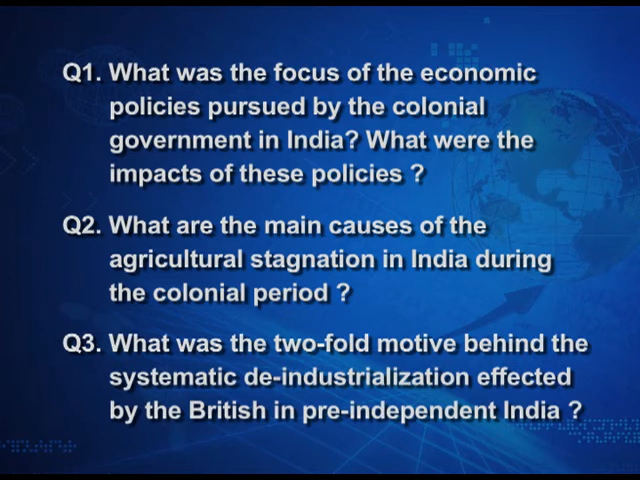 Q1. What was the focus of the economic
policies pursued by the colonial
government in India? What were the
impacts of these policies ?
Q2. What are the main causes of the
agricultural stagnation in India during
the colonial period ?
Q3. What was the two-fold motive behind the
systematic de-industrialization effected
by the British in pre-independent India ?